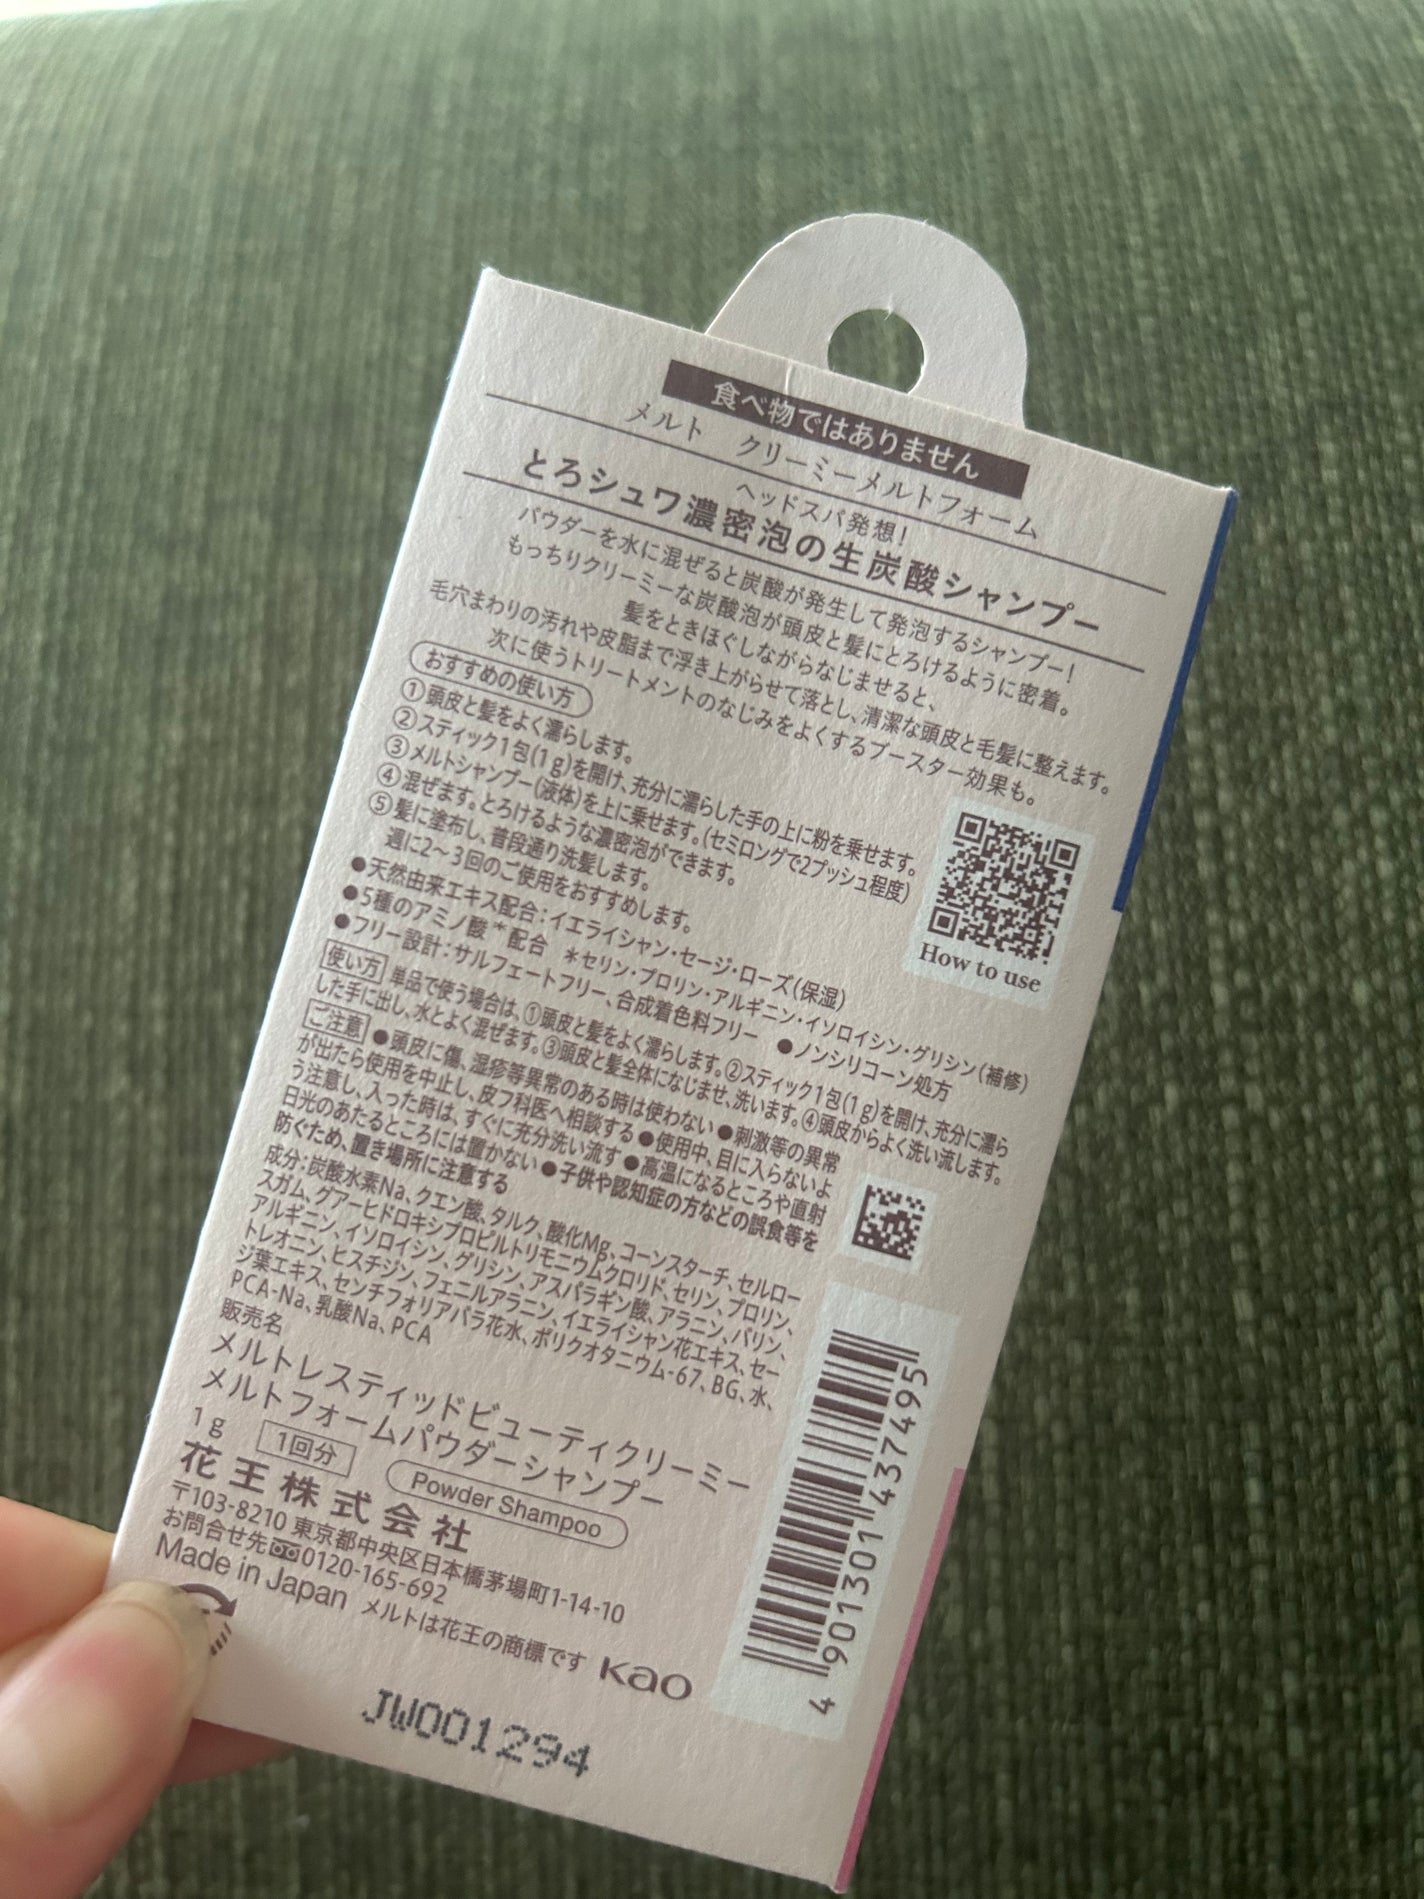 食べ物ではありません
メルト クリーミーメルトフォーム
ヘッドスパ発想!
とろシュワ濃密泡の生炭酸シャンプー
パウダーを水に混ぜると炭酸が発生して発泡するシャンプー!
もっちりクリーミーな炭酸泡が頭皮と髪にとろけるように密着。
髪をときほぐしながらなじませると、
毛穴まわりの汚れや皮脂まで浮き上がらせて落とし、清潔な頭皮と毛髪に整えます。
次に使うトリートメントのなじみをよくするブースター効果も。
おすすめの使い方
①頭皮と髪をよく濡らします。
②スティック1包(1g)を開け、充分に濡らした手の上に粉を乗せます。
③メルトシャンプー(液体)を上に乗せます。(セミロングで2プッシュ程度)
④混ぜます。とろけるような濃密泡ができます。
⑤髪に塗布し、普段通り洗髪します。
週に2〜3回のご使用をおすすめします。
●天然由来エキス配合:イエライシャン・セージ・ローズ(保湿)
●5種のアミノ酸*配合 *セリン・プロリン・アルギニン・イソロイシン・グリシン(補修)
●フリー設計:サルフェートフリー、合成着色料フリー ●ノンシリコーン処方
How to use
使い方 単品で使う場合は、①頭皮と髪をよく濡らします。②スティック1包(1g)を開け、充分に濡ら
した手に出し、水とよく混ぜます。③頭皮と髪全体になじませ、洗います。④頭皮からよく洗い流します。
ご注意 ●頭皮に傷、湿疹等異常のある時は使わない●刺激等の異常
が出たら使用を中止し、皮フ科医へ相談する●使用中、目に入らないよ
う注意し、入った時は、すぐに充分洗い流す●高温になるところや直射
日光のあたるところには置かない●子供や認知症の方などの誤食等を
防ぐため、置き場所に注意する
成分:炭酸水素Na、クエン酸、タルク、酸化Mg、コーンスターチ、セルロー
スガム、グアーヒドロキシプロピルトリモニウムクロリド、セリン、プロリン、
アルギニン、イソロイシン、グリシン、アスパラギン酸、アラニン、バリン、
トレオニン、ヒスチジン、フェニルアラニン、イエライシャン花エキス、セー
ジ葉エキス、センチフォリアバラ花水、ポリクオタニウム-67、BG、水、
PCA-Na、乳酸Na、PCA
販売名
メルトレスティッドビューティクリーミー
メルトフォームパウダーシャンプー
1g 1回分 Powder Shampoo
花王株式会社
〒103-8210 東京都中央区日本橋茅場町1-14-10
お問合せ先 0120-165-692
Made in Japan メルトは花王の商標です Kao
JW001294
4 901301 437495